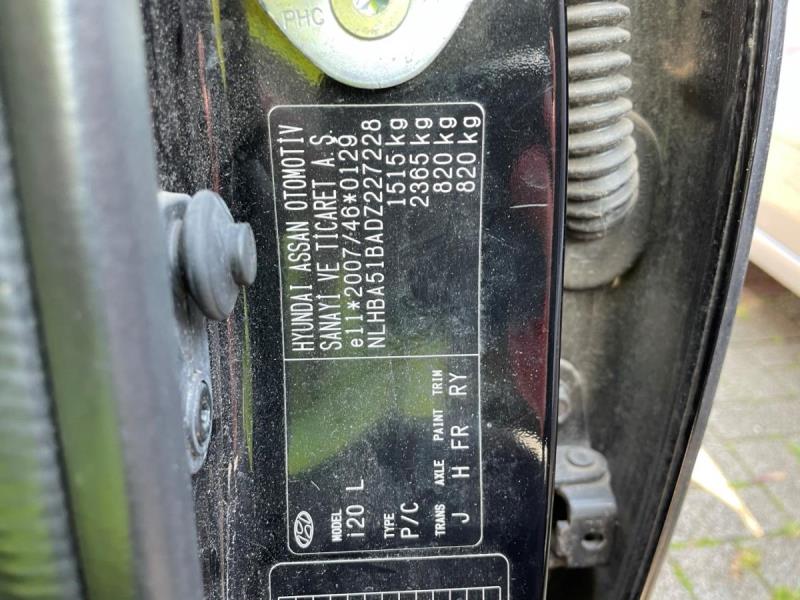 PHC
HYUNDAI ASSAN OTOMOTİV
SANAYİ VE TİCARET A.Ş.
e11*2007/46*0129
NLHBA51BADZ227228
1515 kg
2365 kg
820 kg
820 kg
MODEL
i20 L
TYPE
P/C
TRANS AXLE PAINT TRIM
J H FR RY